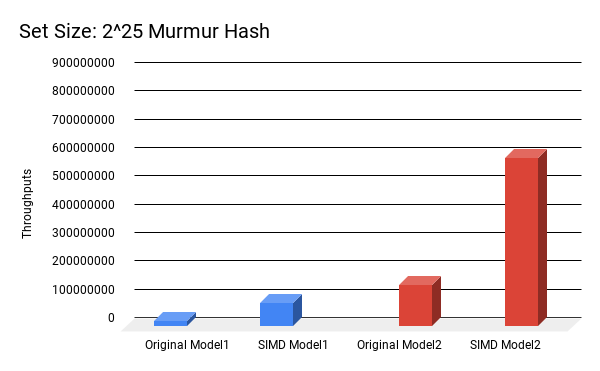 Set Size: 2^25 Murmur Hash
900000000
800000000
700000000
600000000
500000000
400000000
300000000
200000000
100000000
0
Throughputs
Original Model1
SIMD Model1
Original Model2
SIMD Model2